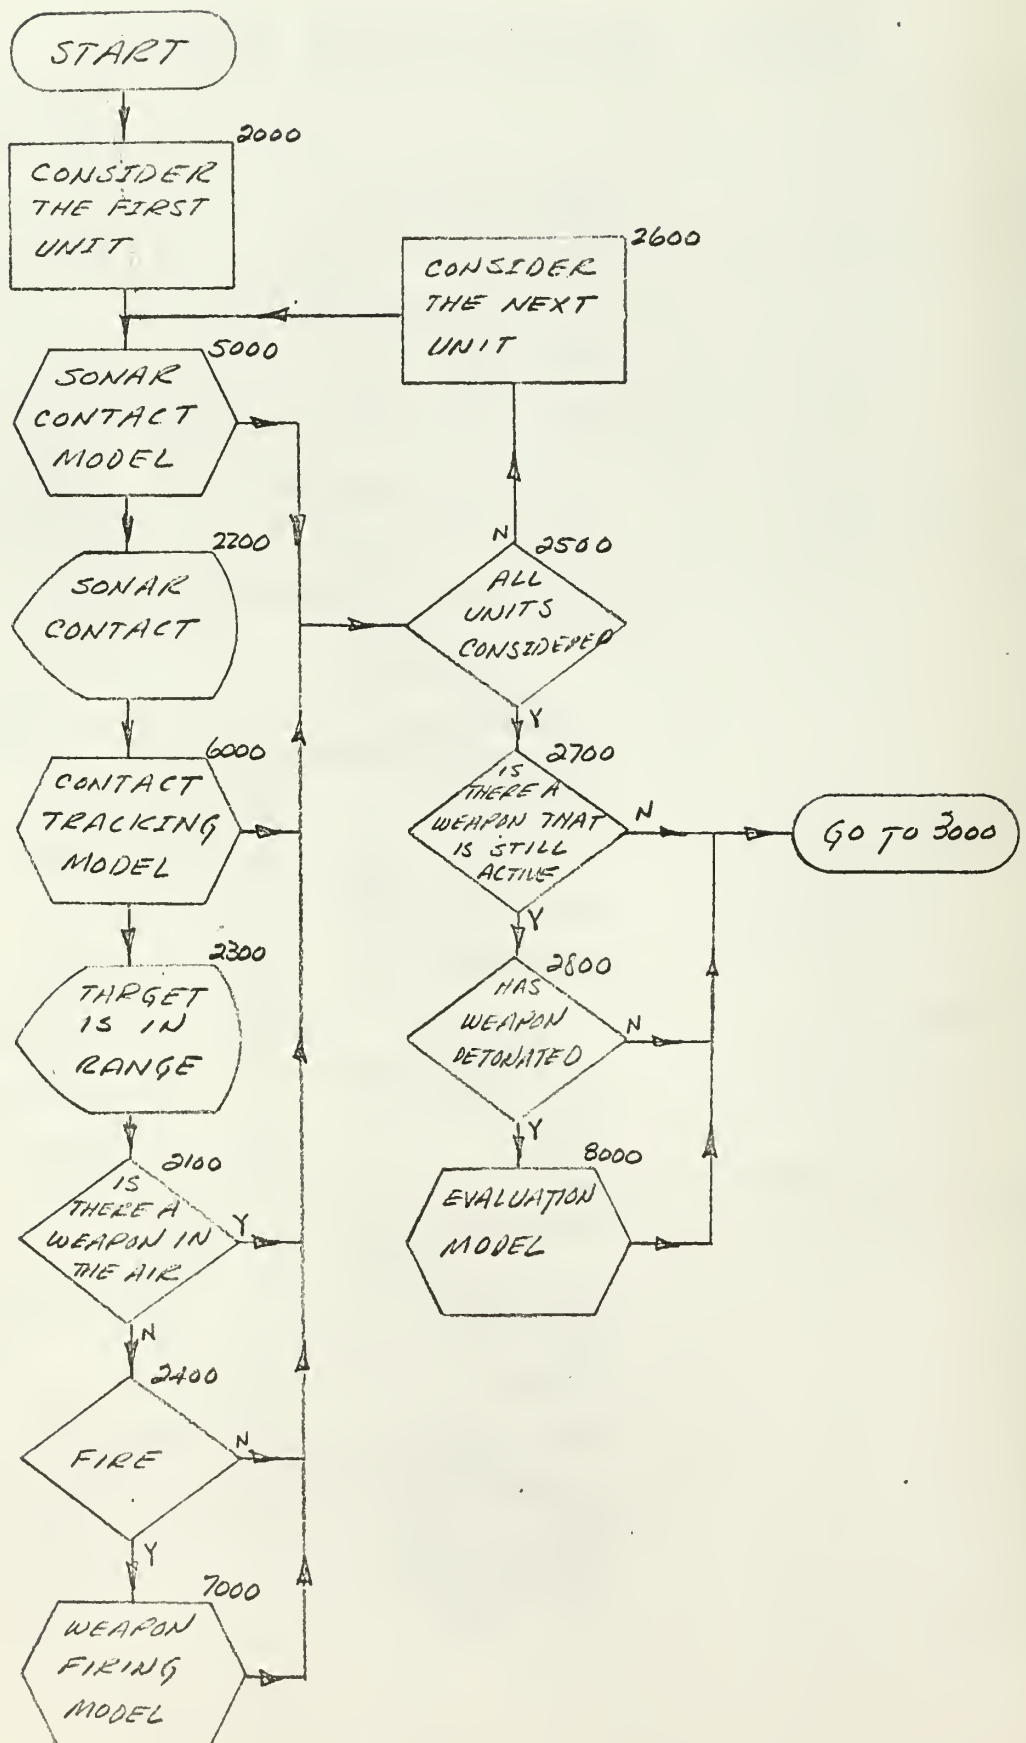 START
2000
CONSIDER
THE FIRST
UNIT
5000
SONAR
CONTACT
MODEL
2200
SONAR
CONTACT
6000
CONTACT
TRACKING
MODEL
2300
TARGET
IS IN
RANGE
2100
IS
THERE A
WEAPON IN
THE AIR
Y
N
2400
FIRE
N
Y
7000
WEAPON
FIRING
MODEL
2600
CONSIDER
THE NEXT
UNIT
N
2500
ALL
UNITS
CONSIDERED
Y
2700
IS
THERE A
WEAPON THAT
IS STILL
ACTIVE
N
Y
2800
HAS
WEAPON
DETONATED
N
Y
8000
EVALUATION
MODEL
GO TO 3000